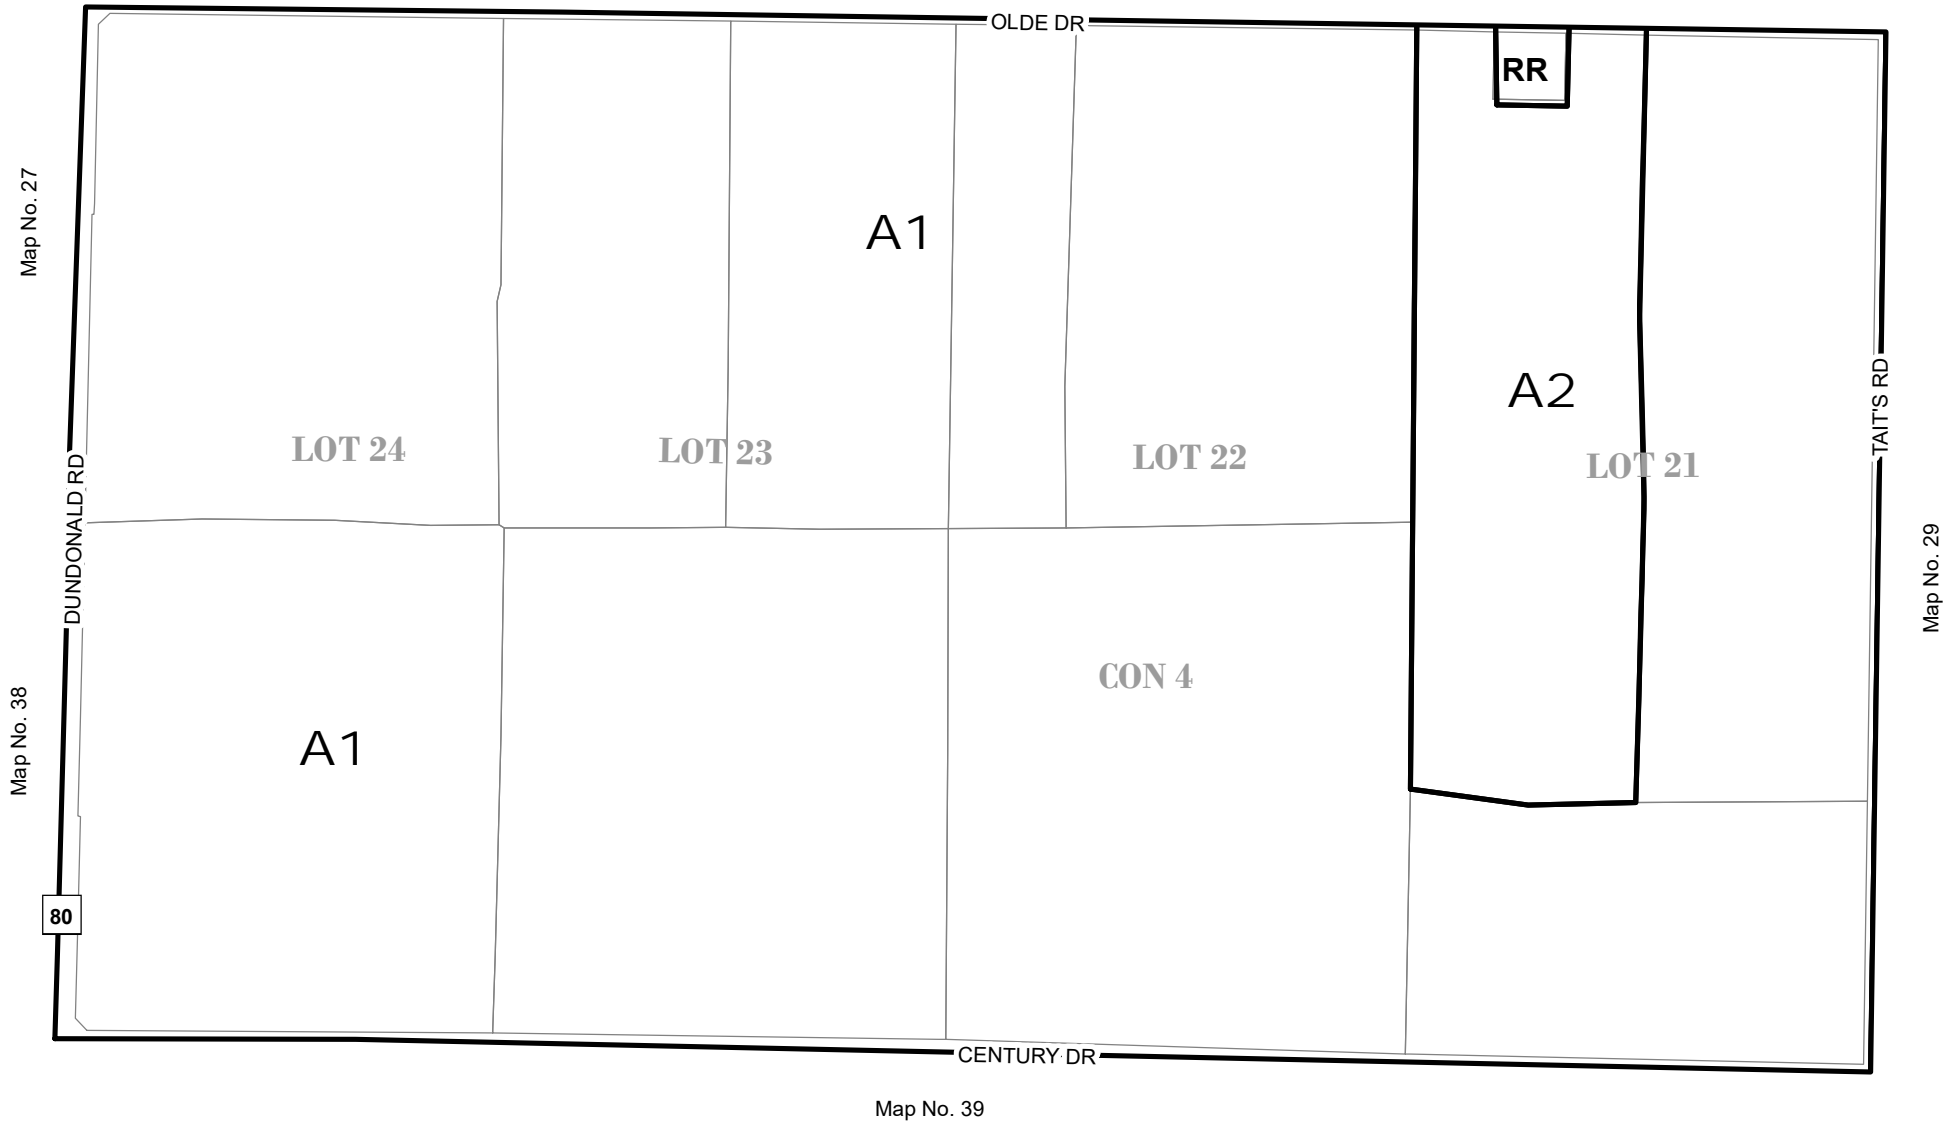 OLDE DR
RR
Map No. 27
A1
A2
TAIT'S RD
LOT 24
LOT 23
LOT 22
LOT 21
DUNDONALD RD
Map No. 29
CON 4
Map No. 38
A1
80
CENTURY DR
Map No. 39